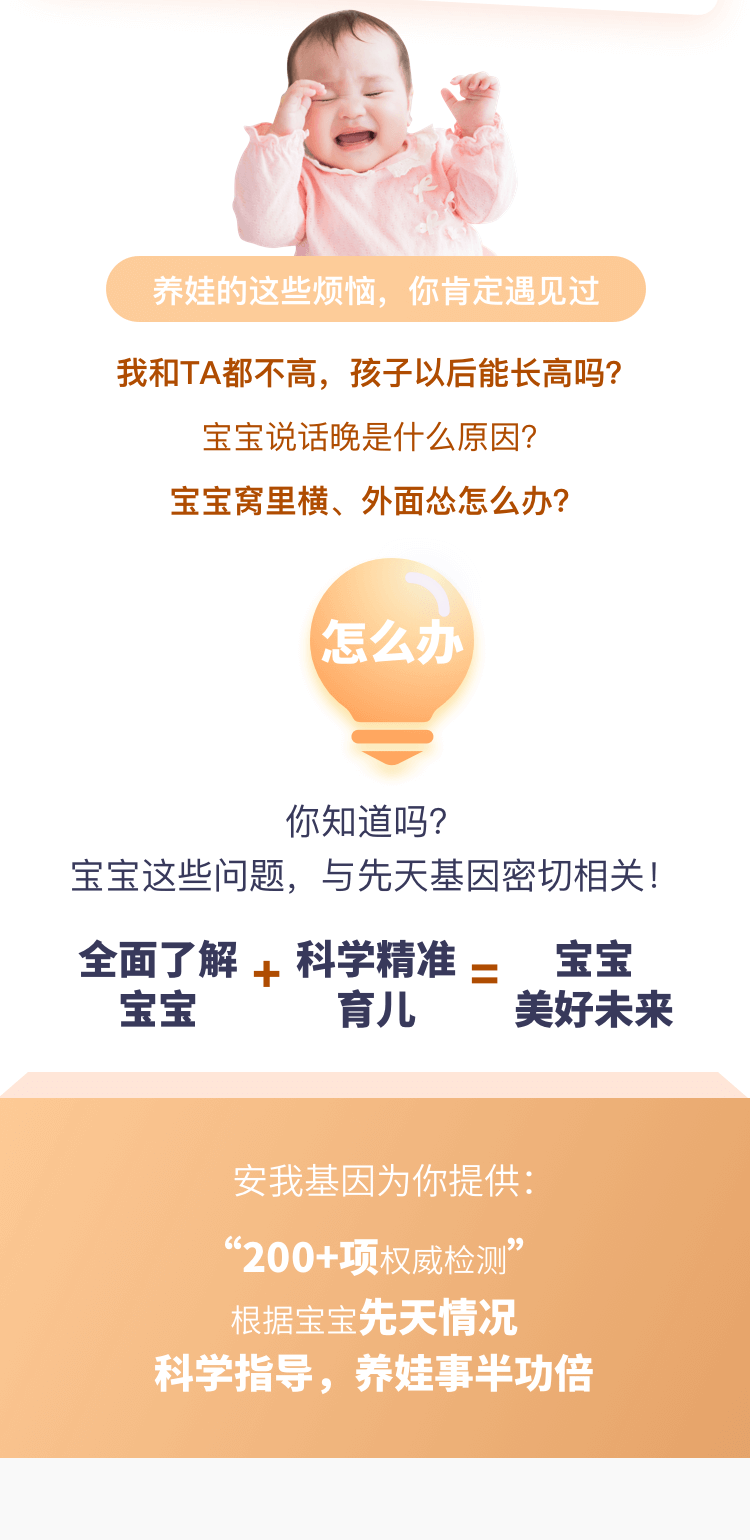 养娃的这些烦恼，你肯定遇见过
我和TA都不高，孩子以后能长高吗？
宝宝说话晚是什么原因？
宝宝窝里横、外面怂怎么办？
怎么办
你知道吗？
宝宝这些问题，与先天基因密切相关！
全面了解宝宝 + 科学精准育儿 = 宝宝美好未来
安我基因为你提供：
“200+项权威检测”
根据宝宝先天情况
科学指导，养娃事半功倍